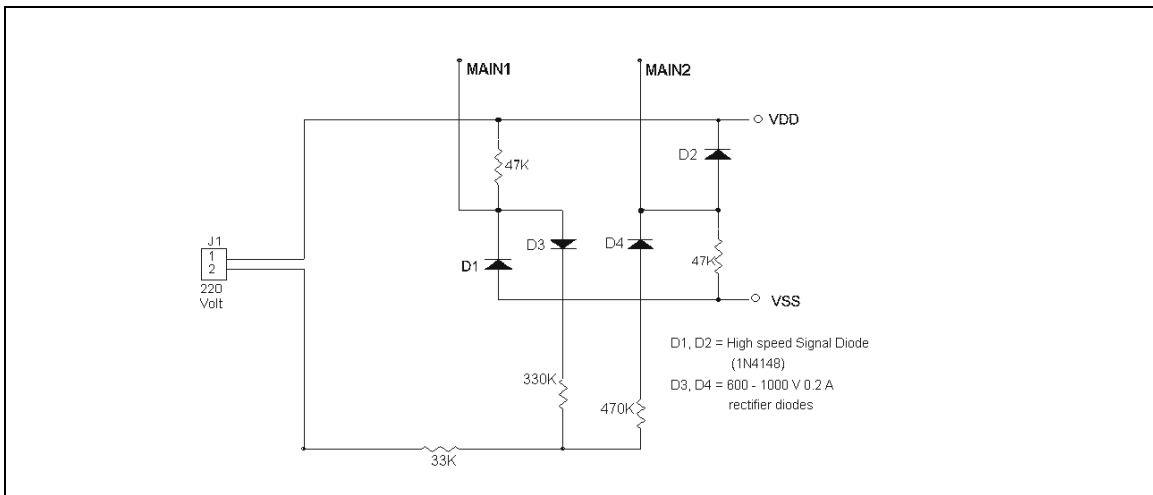 MAIN1
MAIN2
VDD
D2
47K
J1
1
2
220
Volt
D3
D4
D1
47K
VSS
D1, D2 = High speed Signal Diode
(1N4148)
D3, D4 = 600 - 1000 V 0.2 A
rectifier diodes
330K
470K
33K